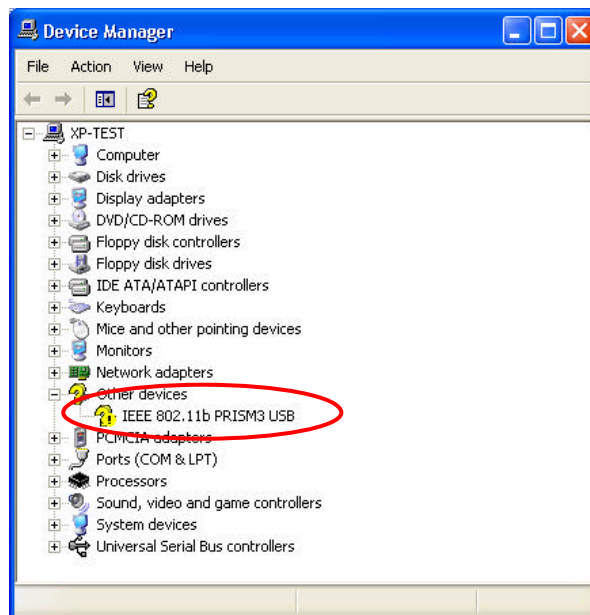 Device Manager
File Action View Help
XP-TEST
Computer
Disk drives
Display adapters
DVD/CD-ROM drives
Floppy disk controllers
Floppy disk drives
IDE ATA/ATAPI controllers
Keyboards
Mice and other pointing devices
Monitors
Network adapters
Other devices
IEEE 802.11b PRISM3 USB
PCMCIA adapters
Ports (COM & LPT)
Processors
Sound, video and game controllers
System devices
Universal Serial Bus controllers